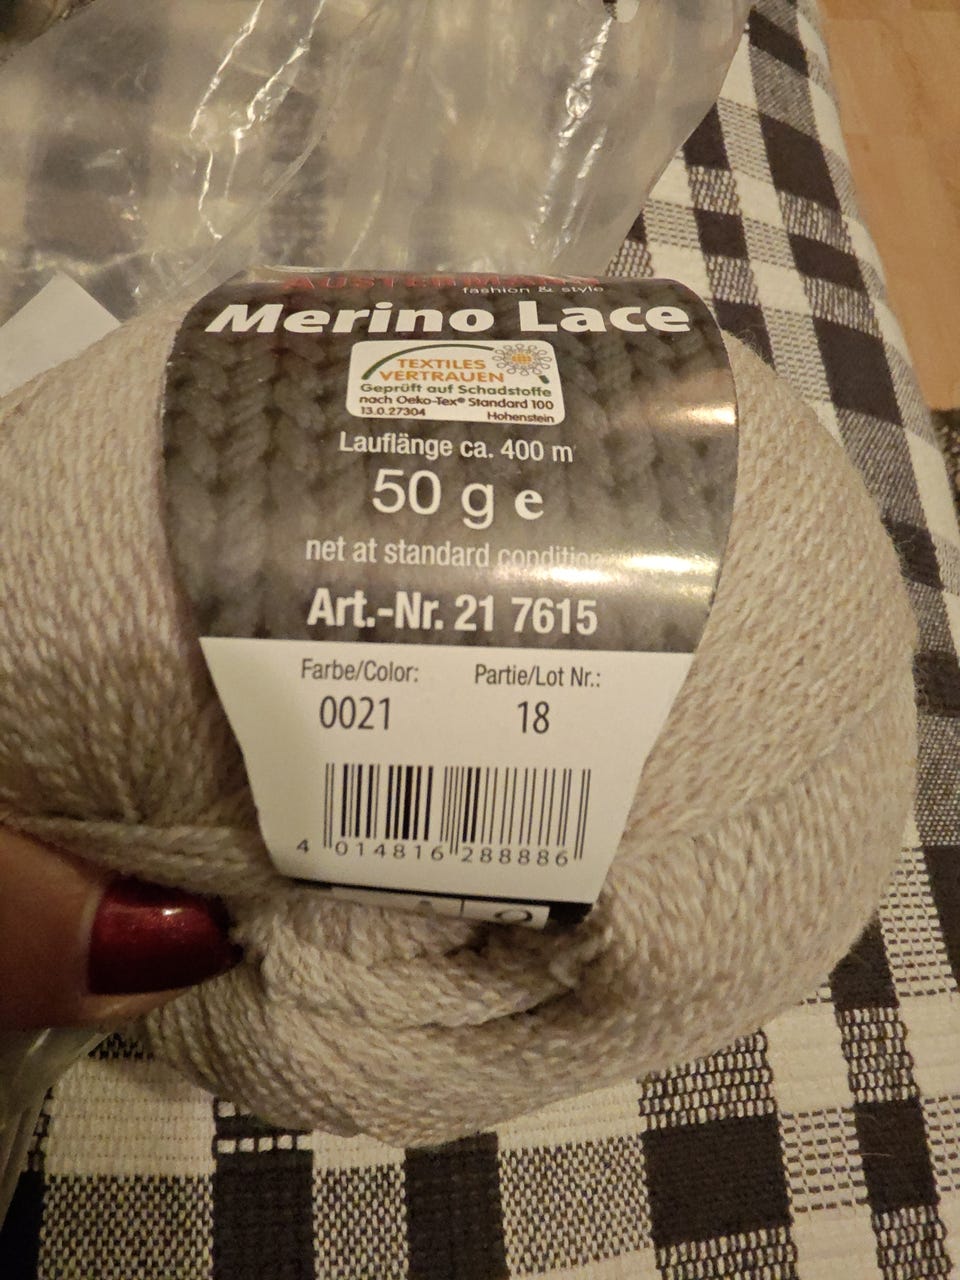 AUSTERMANN
fashion & style
Merino Lace
TEXTILES
VERTRAUEN
Geprüft auf Schadstoffe
nach Oeko-Tex® Standard 100
13.0.27304 Hohenstein
Lauflänge ca. 400 m
50 g e
net at standard condition
Art.-Nr. 21 7615
Farbe/Color: Partie/Lot Nr.:
0021 18
4 014816 288886